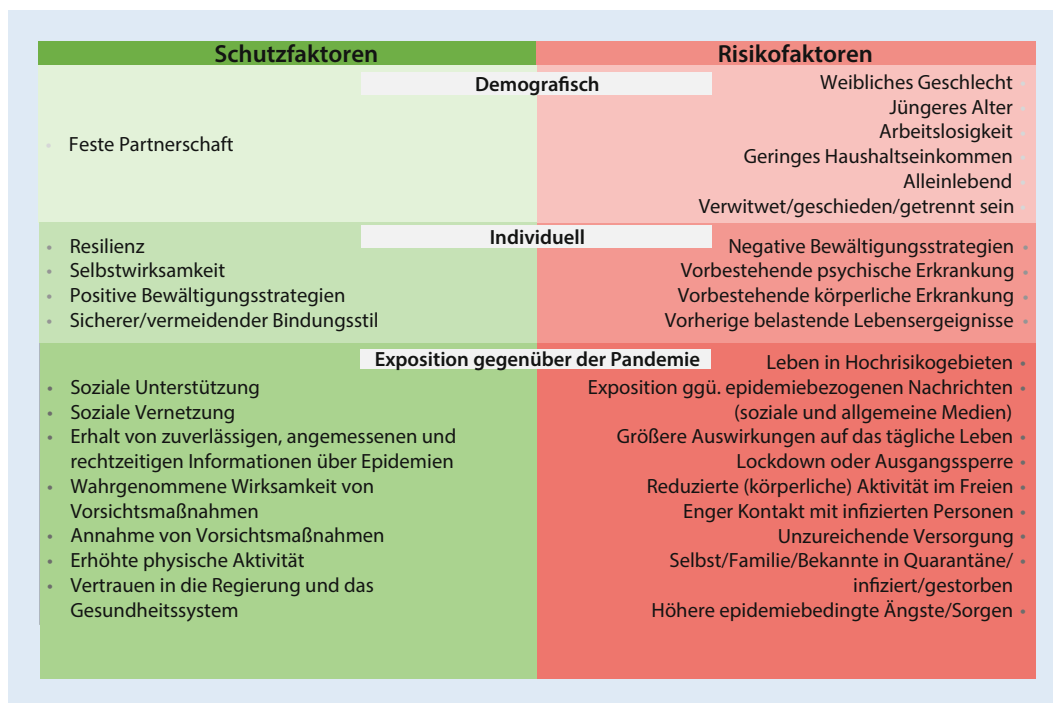 Schutzfaktoren
Risikofaktoren
Demografisch
• Feste Partnerschaft
Weibliches Geschlecht •
Jüngeres Alter •
Arbeitslosigkeit •
Geringes Haushaltseinkommen •
Alleinlebend •
Verwitwet/geschieden/getrennt sein •
Individuell
• Resilienz
• Selbstwirksamkeit
• Positive Bewältigungsstrategien
• Sicherer/vermeidender Bindungsstil
Negative Bewältigungsstrategien •
Vorbestehende psychische Erkrankung •
Vorbestehende körperliche Erkrankung •
Vorherige belastende Lebensergeignisse •
Exposition gegenüber der Pandemie
• Soziale Unterstützung
• Soziale Vernetzung
• Erhalt von zuverlässigen, angemessenen und
rechtzeitigen Informationen über Epidemien
• Wahrgenommene Wirksamkeit von
Vorsichtsmaßnahmen
• Annahme von Vorsichtsmaßnahmen
• Erhöhte physische Aktivität
• Vertrauen in die Regierung und das
Gesundheitssystem
Leben in Hochrisikogebieten •
Exposition ggü. epidemiebezogenen Nachrichten •
(soziale und allgemeine Medien)
Größere Auswirkungen auf das tägliche Leben •
Lockdown oder Ausgangssperre •
Reduzierte (körperliche) Aktivität im Freien •
Enger Kontakt mit infizierten Personen •
Unzureichende Versorgung •
Selbst/Familie/Bekannte in Quarantäne/ •
infiziert/gestorben
Höhere epidemiebedingte Ängste/Sorgen •